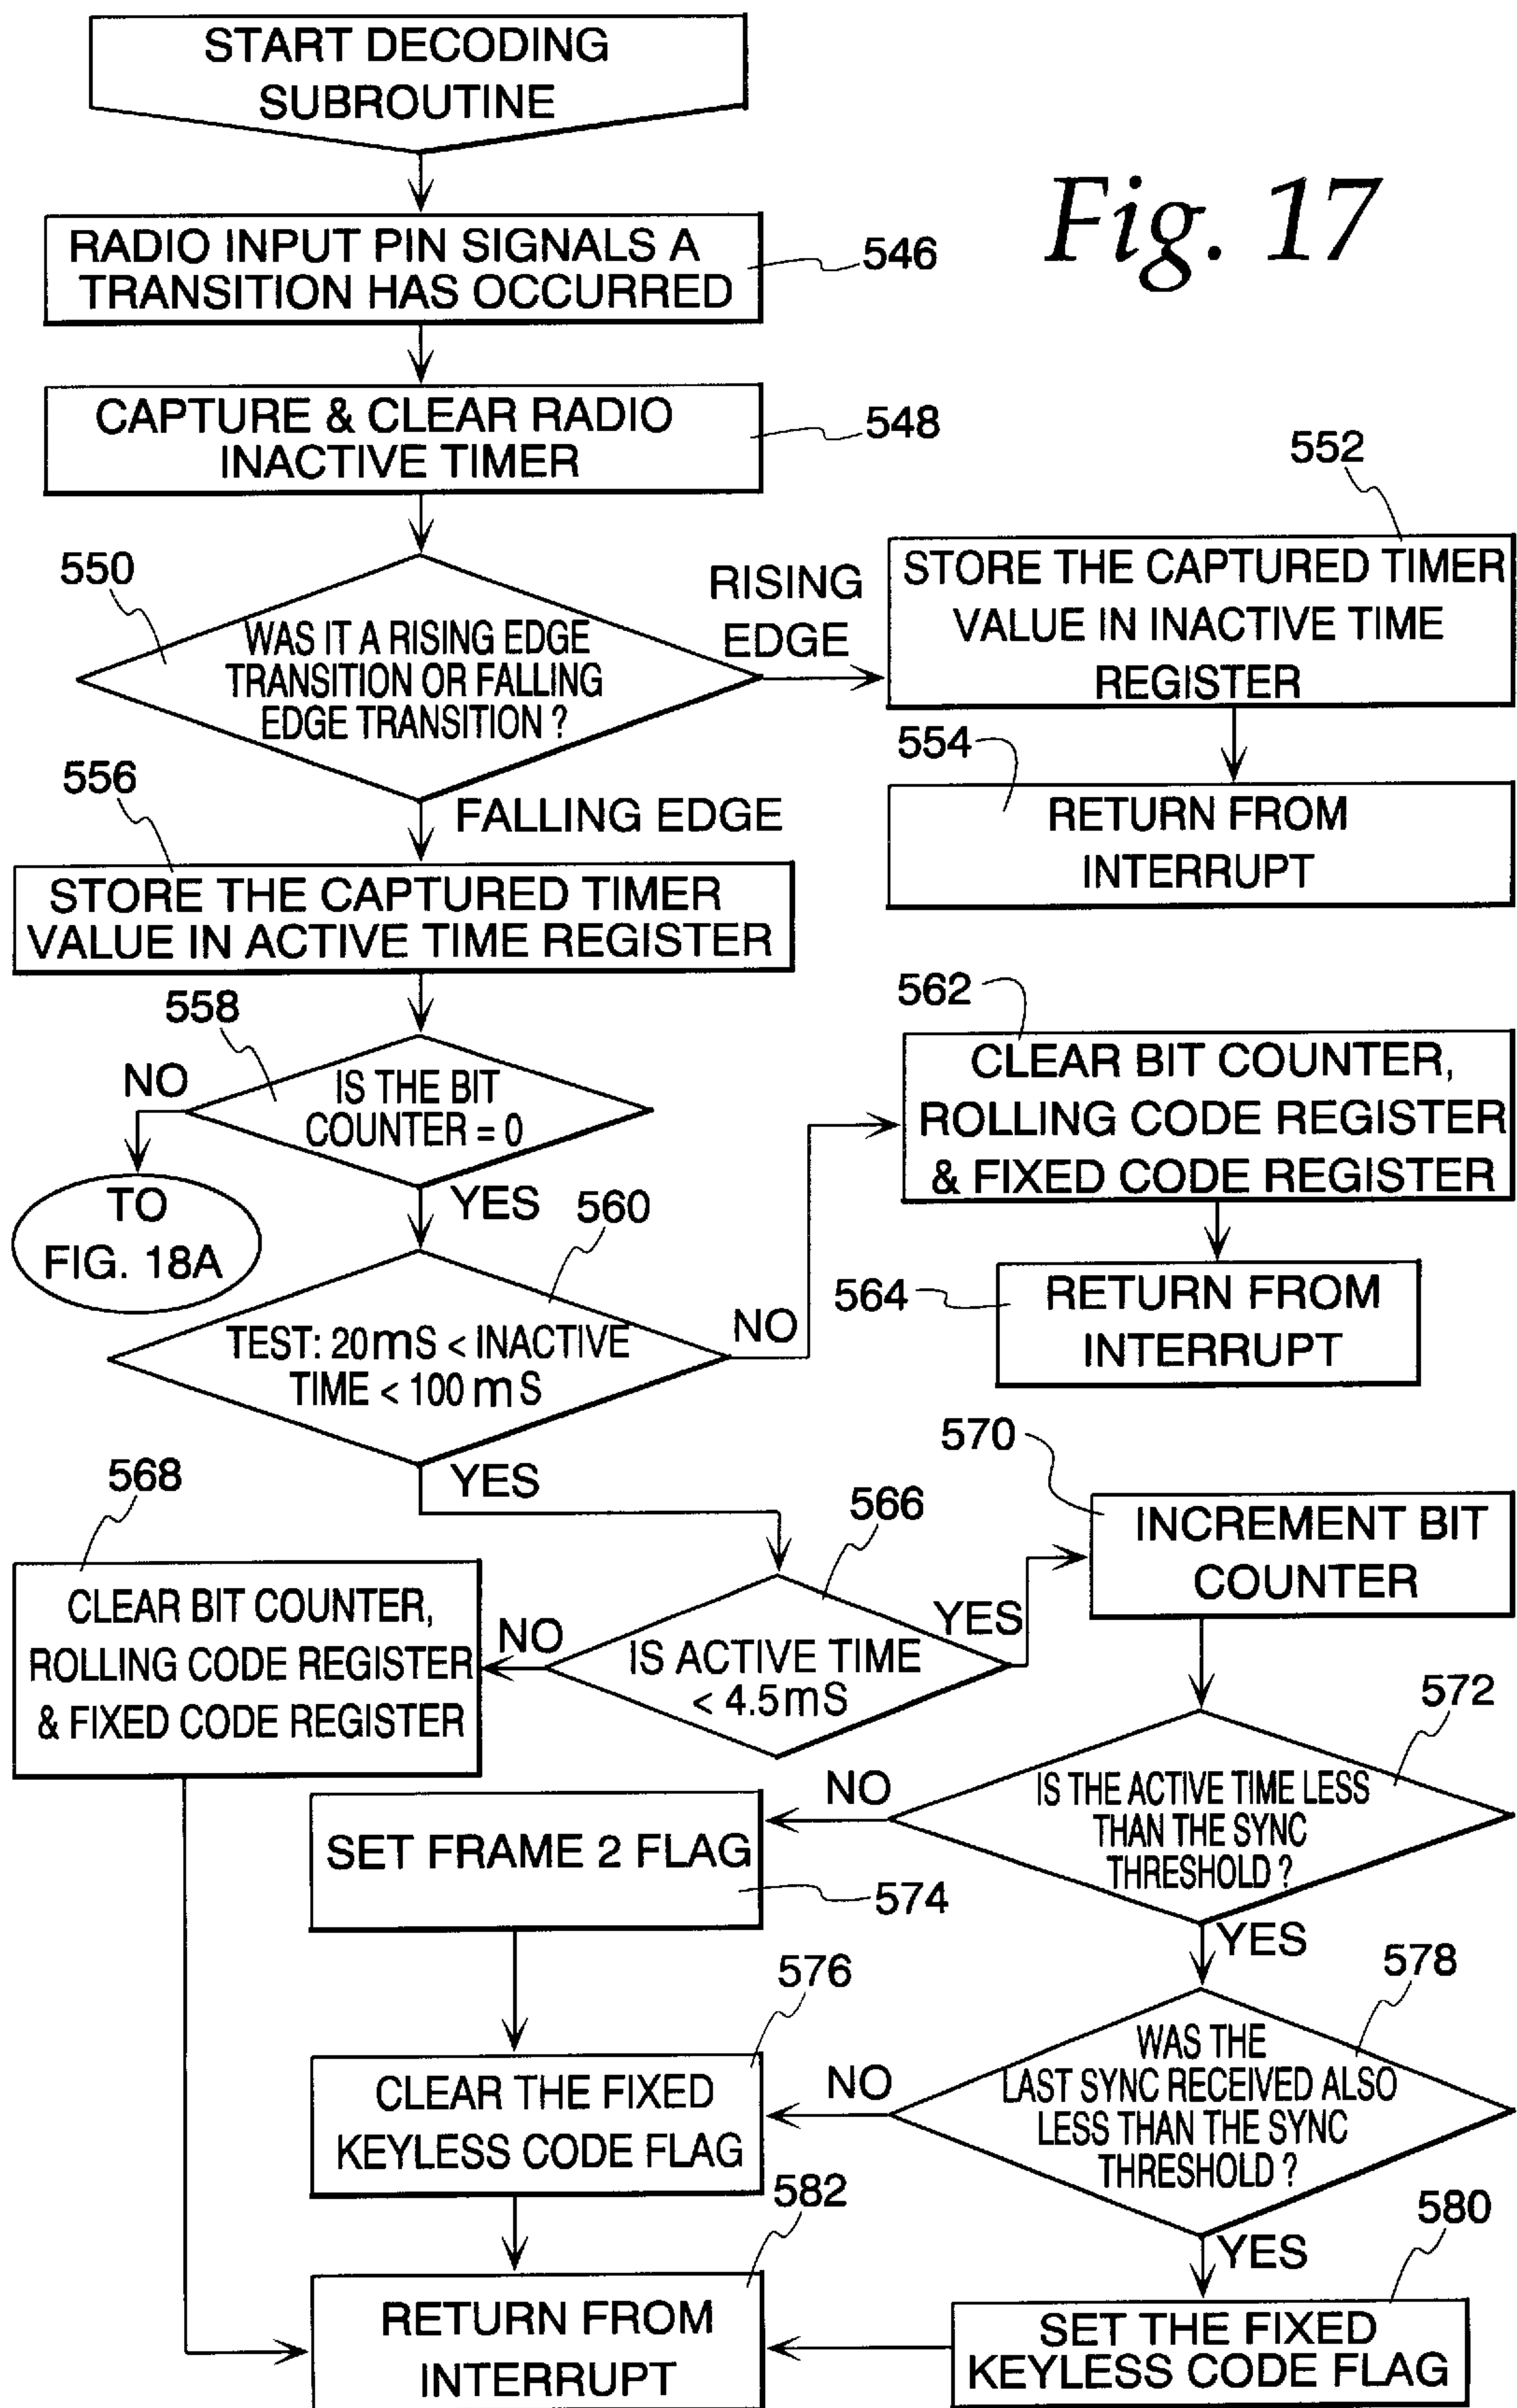 START DECODING
SUBROUTINE
Fig. 17
RADIO INPUT PIN SIGNALS A
TRANSITION HAS OCCURRED
546
CAPTURE & CLEAR RADIO
INACTIVE TIMER
548
550
WAS IT A RISING EDGE
TRANSITION OR FALLING
EDGE TRANSITION ?
RISING
EDGE
552
STORE THE CAPTURED TIMER
VALUE IN INACTIVE TIME
REGISTER
554
RETURN FROM
INTERRUPT
556
FALLING EDGE
STORE THE CAPTURED TIMER
VALUE IN ACTIVE TIME REGISTER
558
NO
IS THE BIT
COUNTER = 0
TO
FIG. 18A
YES
560
562
CLEAR BIT COUNTER,
ROLLING CODE REGISTER
& FIXED CODE REGISTER
564
RETURN FROM
INTERRUPT
TEST: 20mS < INACTIVE
TIME < 100 mS
NO
YES
566
568
CLEAR BIT COUNTER,
ROLLING CODE REGISTER
& FIXED CODE REGISTER
NO
IS ACTIVE TIME
< 4.5mS
YES
570
INCREMENT BIT
COUNTER
572
IS THE ACTIVE TIME LESS
THAN THE SYNC
THRESHOLD ?
NO
SET FRAME 2 FLAG
574
YES
576
578
WAS THE
LAST SYNC RECEIVED ALSO
LESS THAN THE SYNC
THRESHOLD ?
NO
CLEAR THE FIXED
KEYLESS CODE FLAG
582
YES
580
RETURN FROM
INTERRUPT
SET THE FIXED
KEYLESS CODE FLAG